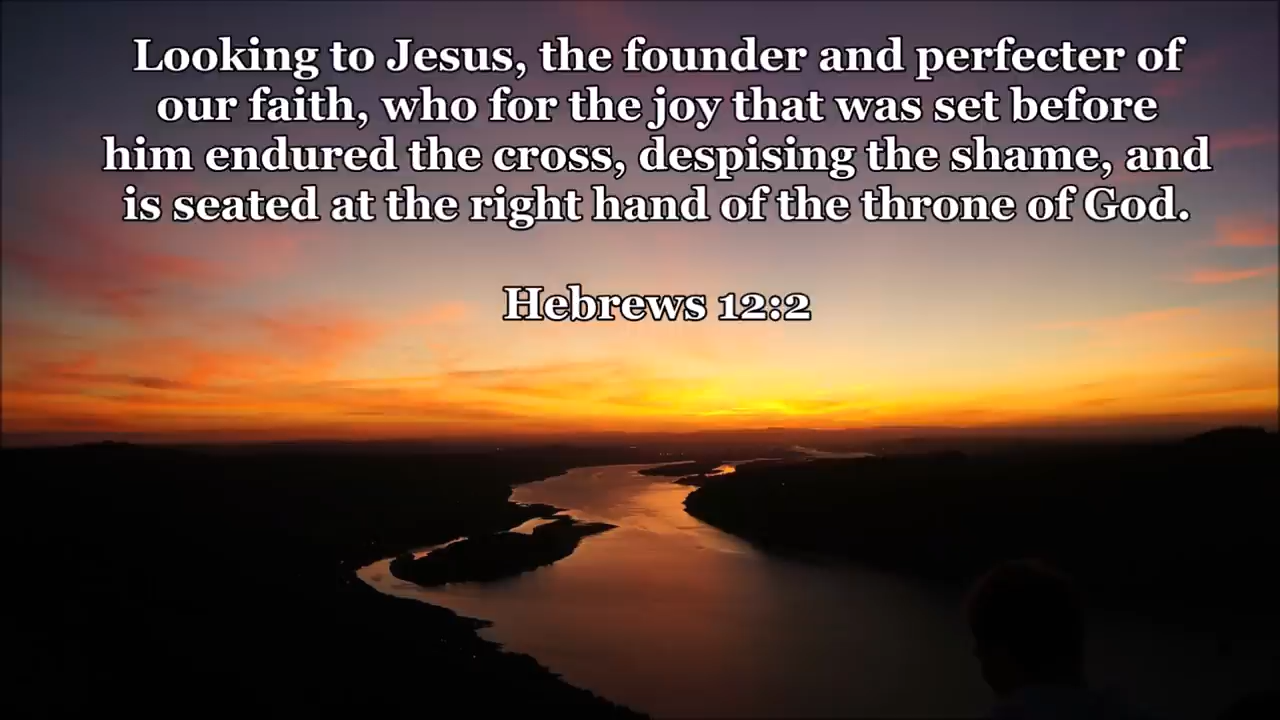 Looking to Jesus, the founder and perfecter of
our faith, who for the joy that was set before
him endured the cross, despising the shame, and
is seated at the right hand of the throne of God.
Hebrews 12:2